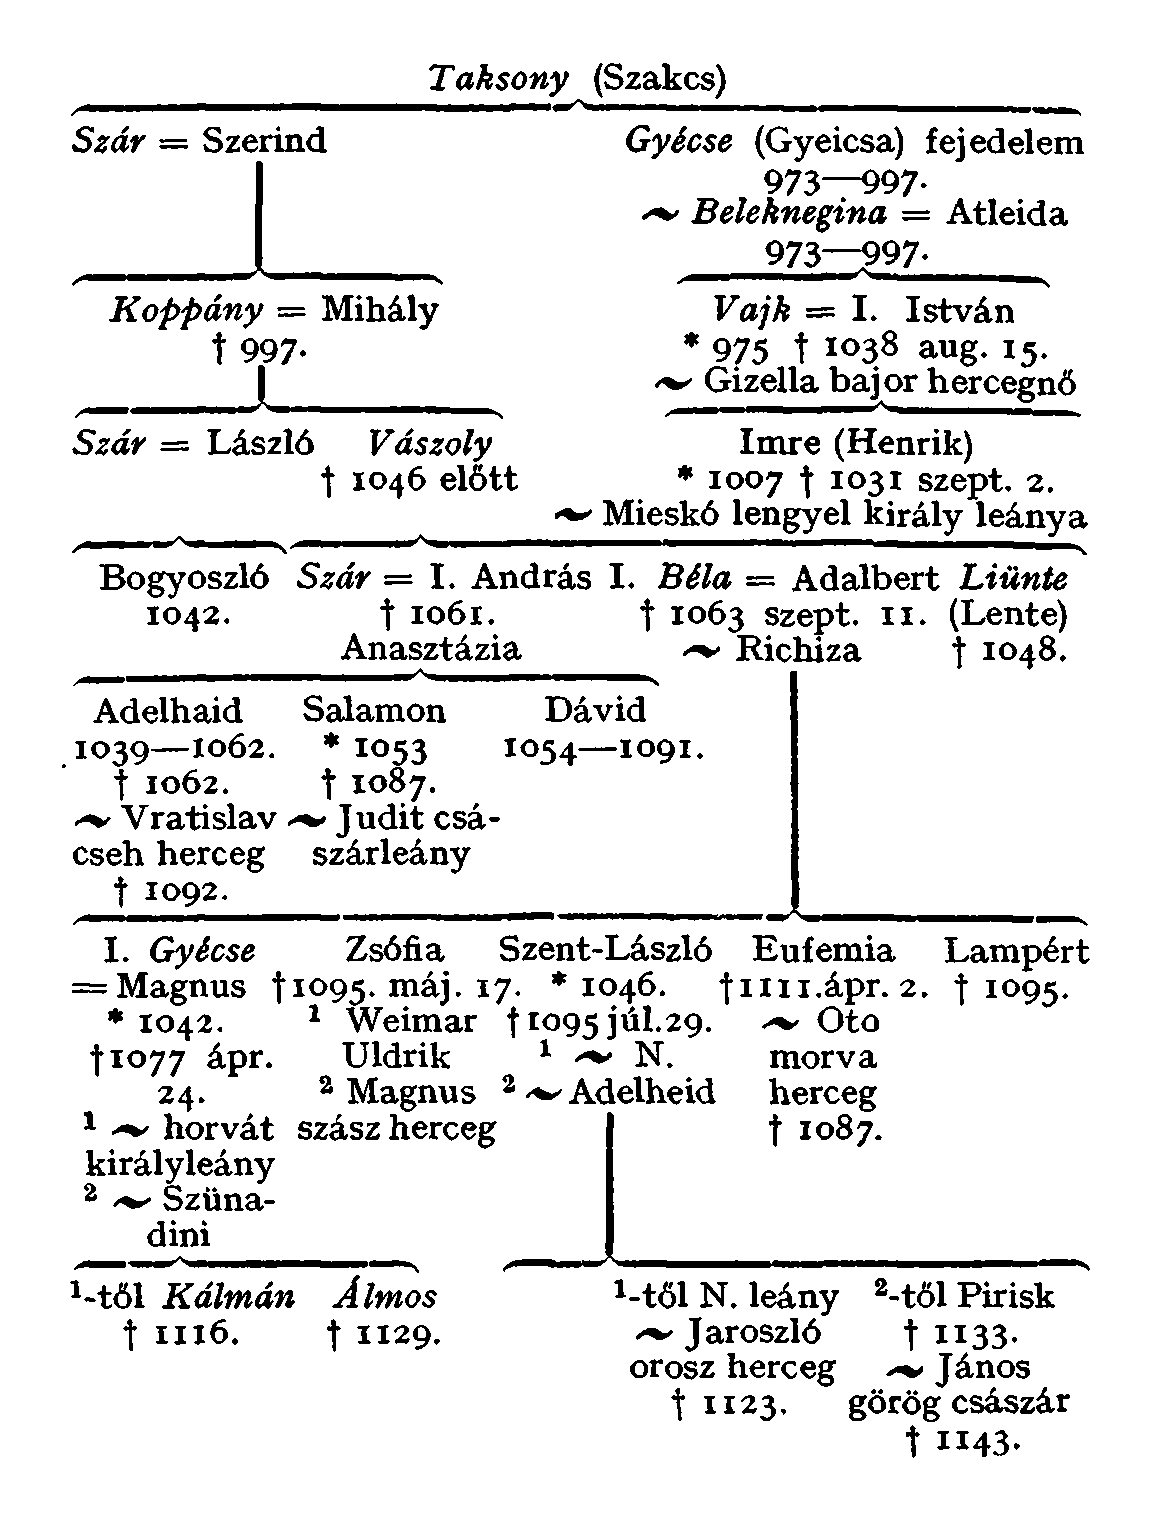 Taksony (Szakcs)
Szár = Szerind
Gyécse (Gyeicsa) fejedelem
973—997.
~ Beleknegina = Atleida
973—997.
Koppány = Mihály
† 997.
Vajk = I. István
* 975 † 1038 aug. 15.
~ Gizella bajor hercegnő
Szár = László
Vászoly
† 1046 előtt
Imre (Henrik)
* 1007 † 1031 szept. 2.
~ Mieskó lengyel király leánya
Bogyoszló
1042.
Szár = I. András
† 1061.
Anasztázia
I. Béla = Adalbert
† 1063 szept. 11.
~ Richiza
Liünte
(Lente)
† 1048.
Adelhaid
1039—1062.
† 1062.
~ Vratislav
cseh herceg
† 1092.
Salamon
* 1053
† 1087.
~ Judit csá-
szárleány
Dávid
1054—1091.
I. Gyécse
= Magnus
* 1042.
† 1077 ápr.
24.
¹ ~ horvát
királyleány
² ~ Szüna-
dini
Zsófia
† 1095. máj. 17.
¹ Weimar
Uldrik
² Magnus
szász herceg
Szent-László
* 1046.
† 1095 júl. 29.
¹ ~ N.
² ~ Adelheid
Eufemia
† 1111. ápr. 2.
~ Oto
morva
herceg
† 1087.
Lampért
† 1095.
¹-től Kálmán
† 1116.
Álmos
† 1129.
¹-től N. leány
~ Jaroszló
orosz herceg
† 1123.
²-től Pirisk
† 1133.
~ János
görög császár
† 1143.